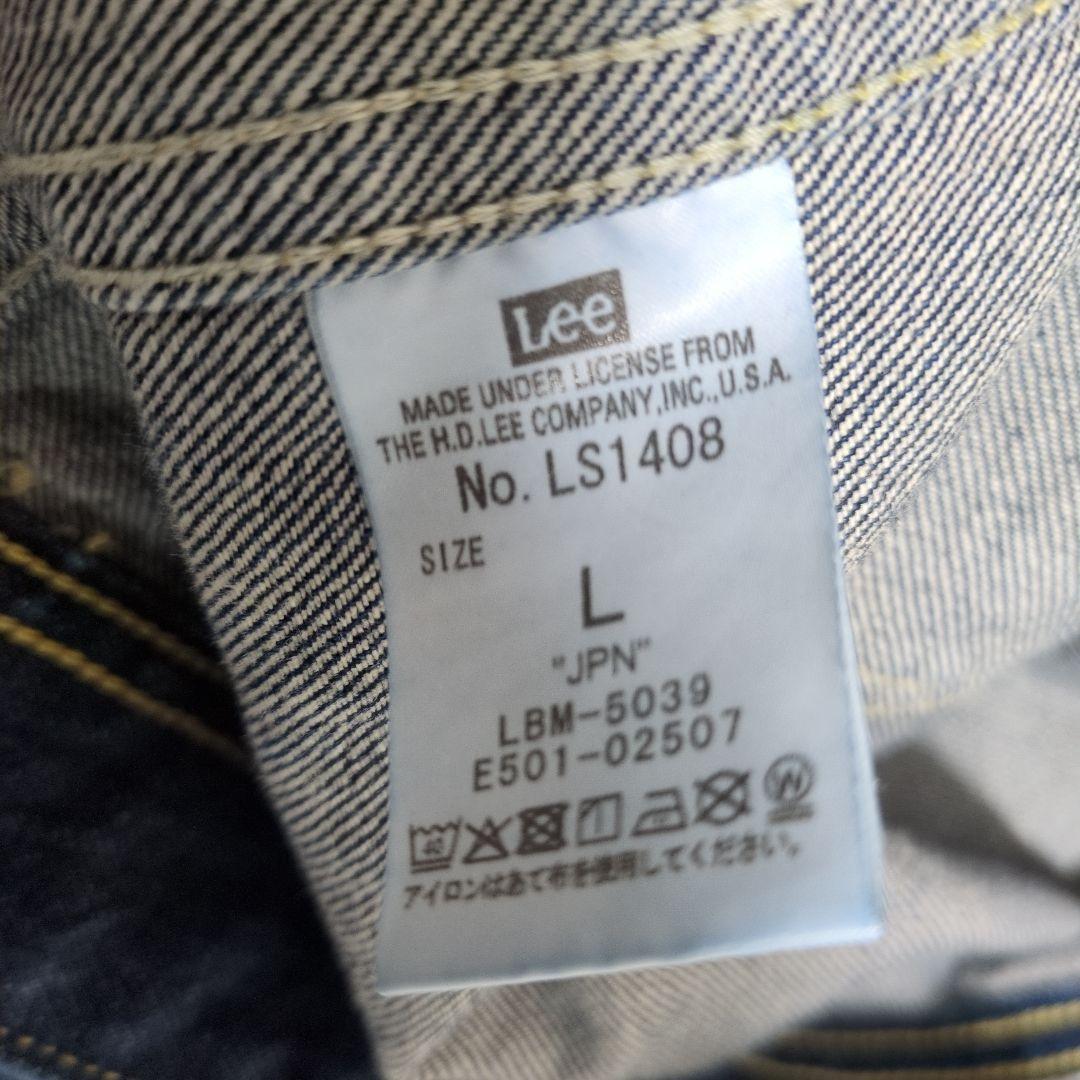 Lee
MADE UNDER LICENSE FROM
THE H.D.LEE COMPANY,INC.,U.S.A.
No. LS1408
SIZE
L
"JPN"
LBM-5039
E501-02507
40
W
アイロンはあて布を使用してください。